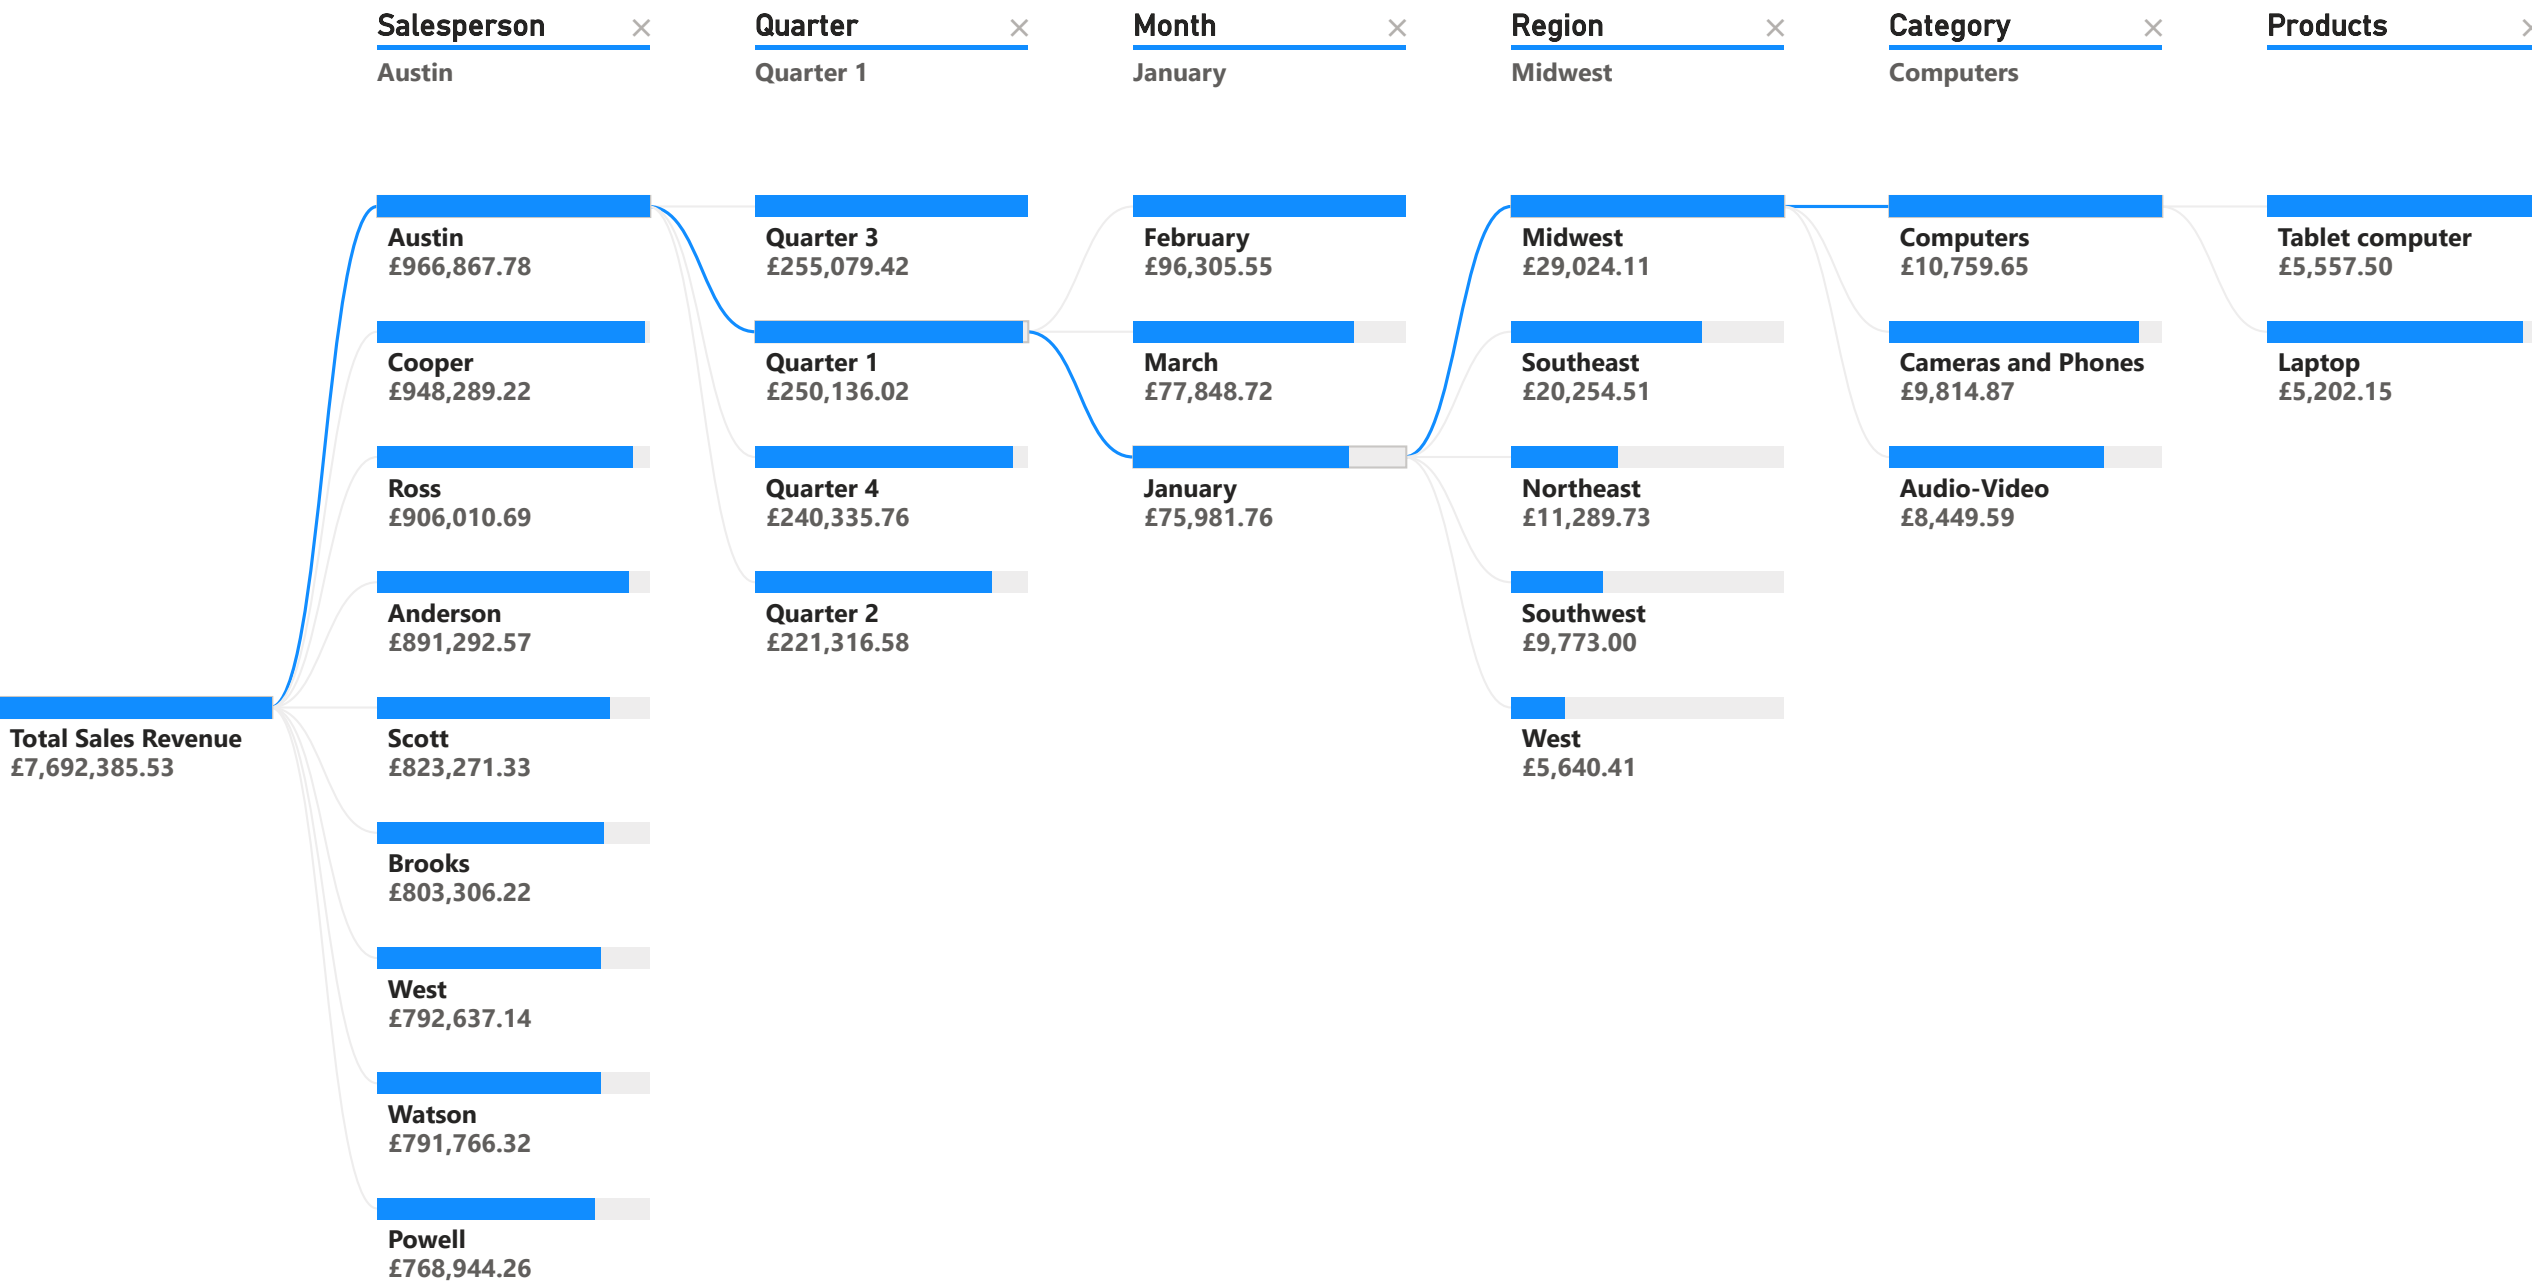 Salesperson
Quarter
Month
Region
Category
Products
Austin
Quarter 1
January
Midwest
Computers
Total Sales Revenue
£7,692,385.53
Austin
£966,867.78
Cooper
£948,289.22
Ross
£906,010.69
Anderson
£891,292.57
Scott
£823,271.33
Brooks
£803,306.22
West
£792,637.14
Watson
£791,766.32
Powell
£768,944.26
Quarter 3
£255,079.42
Quarter 1
£250,136.02
Quarter 4
£240,335.76
Quarter 2
£221,316.58
February
£96,305.55
March
£77,848.72
January
£75,981.76
Midwest
£29,024.11
Southeast
£20,254.51
Northeast
£11,289.73
Southwest
£9,773.00
West
£5,640.41
Computers
£10,759.65
Cameras and Phones
£9,814.87
Audio-Video
£8,449.59
Tablet computer
£5,557.50
Laptop
£5,202.15